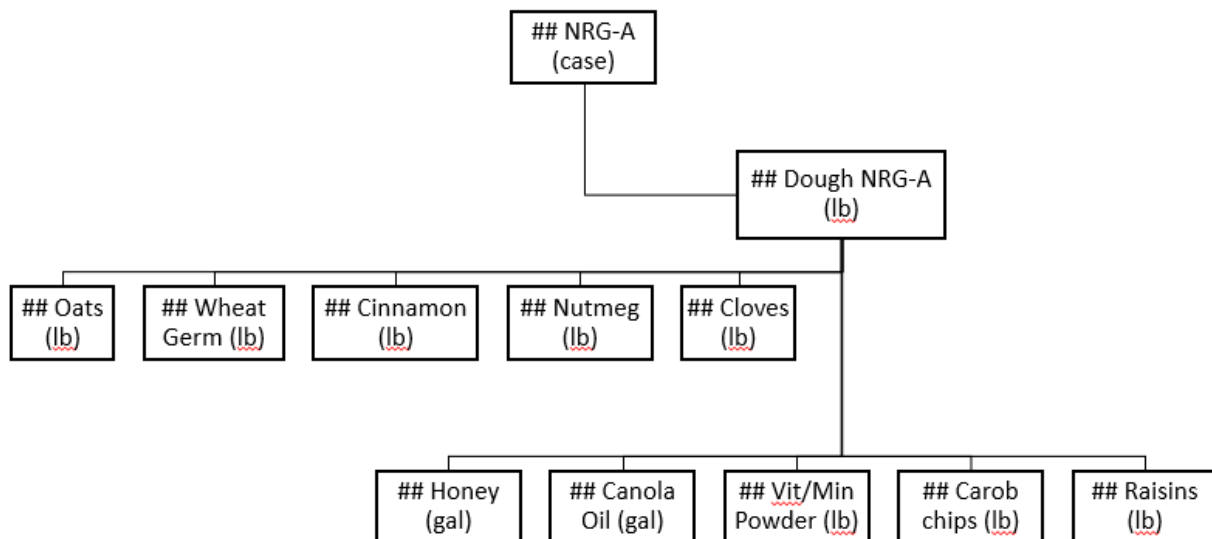 ## NRG-A
(case)
## Dough NRG-A
(lb)
## Oats
(lb)
## Wheat
Germ (lb)
## Cinnamon
(lb)
## Nutmeg
(lb)
## Cloves
(lb)
## Honey
(gal)
## Canola
Oil (gal)
## Vit/Min
Powder (lb)
## Carob
chips (lb)
## Raisins
(lb)